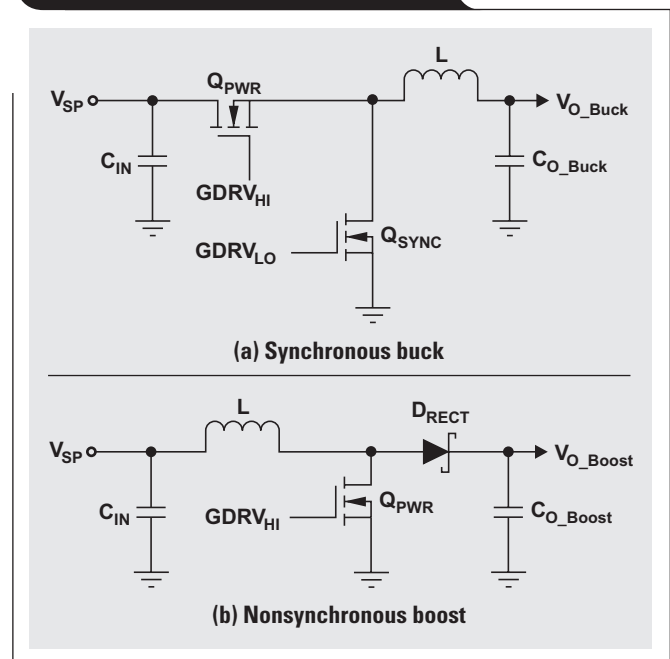 L
Q_PWR
V_SP
V_O_Buck
C_IN
C_O_Buck
GDRV_HI
Q_SYNC
GDRV_LO
(a) Synchronous buck
L
D_RECT
V_SP
V_O_Boost
Q_PWR
C_IN
GDRV_HI
C_O_Boost
(b) Nonsynchronous boost